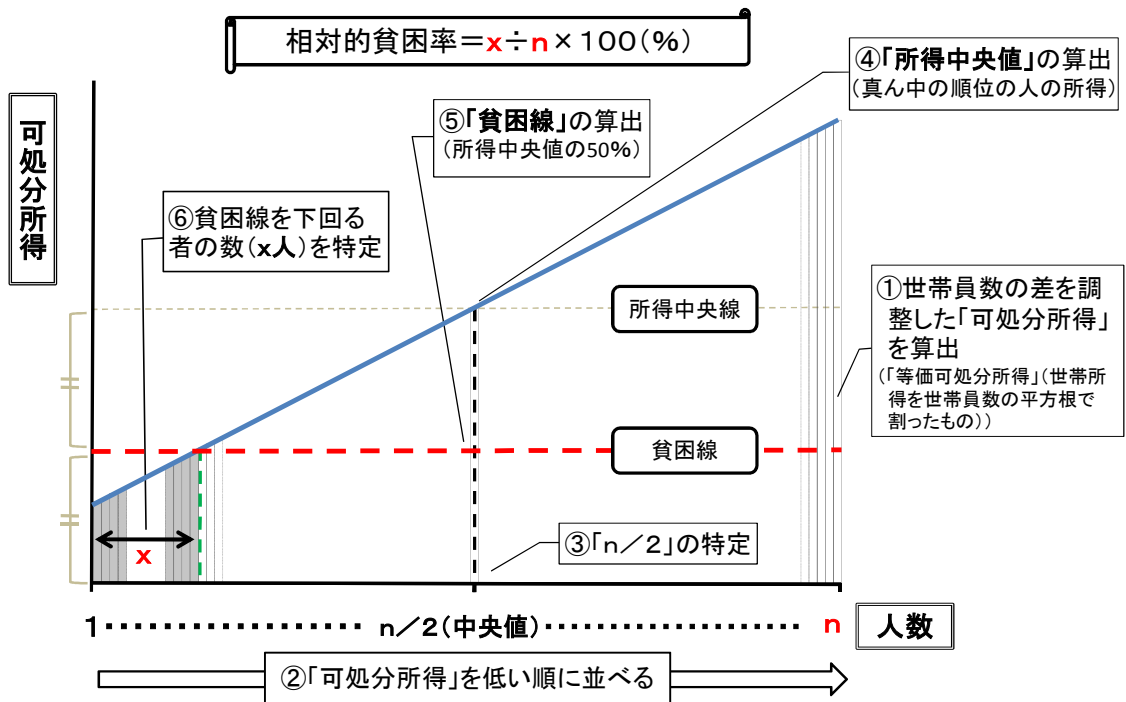 相対的貧困率=x÷n×100(%)
④「所得中央値」の算出
(真ん中の順位の人の所得)
可処分所得
⑤「貧困線」の算出
(所得中央値の50%)
⑥貧困線を下回る
者の数(x人)を特定
所得中央線
①世帯員数の差を調
整した「可処分所得」
を算出
(「等価可処分所得」(世帯所
得を世帯員数の平方根で
割ったもの))
貧困線
x
③「n/2」の特定
1 n/2(中央値) n 人数
②「可処分所得」を低い順に並べる